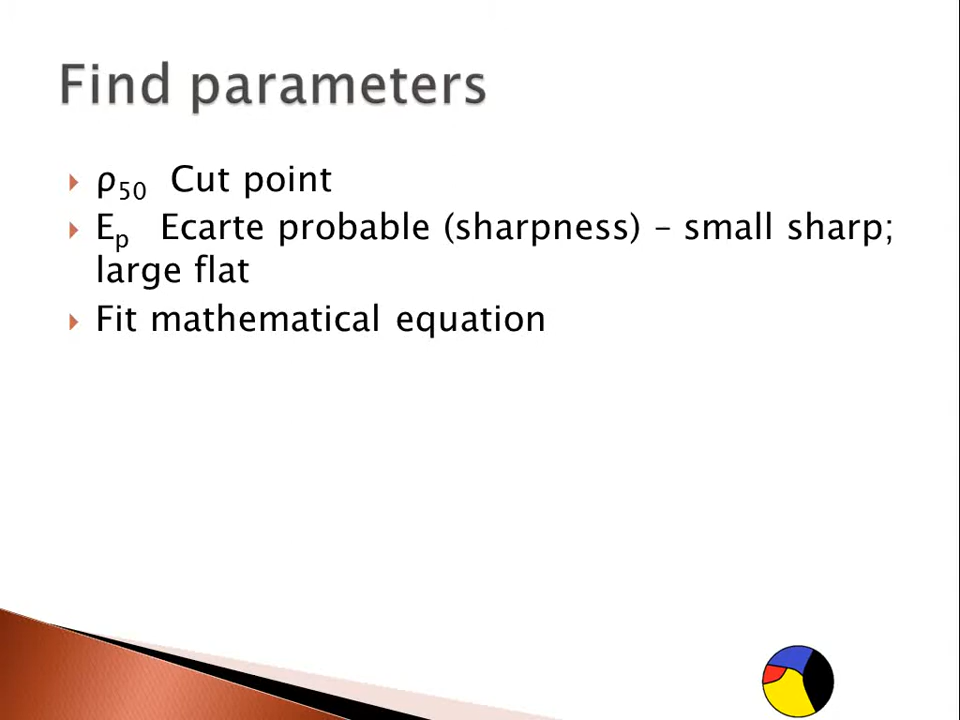 Find parameters
ρ50 Cut point
Ep Ecarte probable (sharpness) – small sharp;
large flat
Fit mathematical equation